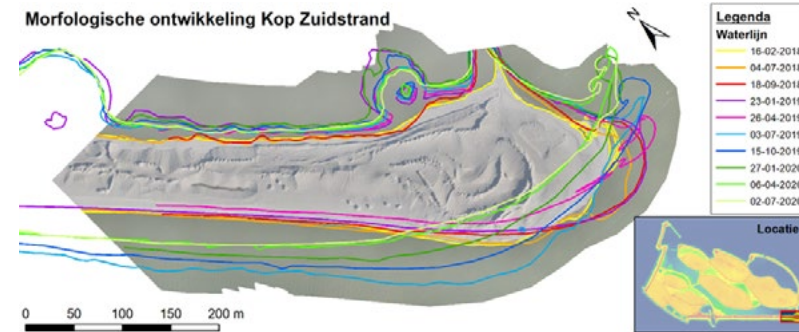 Morfologische ontwikkeling Kop Zuidstrand
N
Legenda
Waterlijn
16-02-2018
04-07-2018
18-09-2018
23-01-2019
26-04-2019
03-07-2019
15-10-2019
27-01-2020
06-04-2020
02-07-2020
Locatie
0 50 100 150 200 m